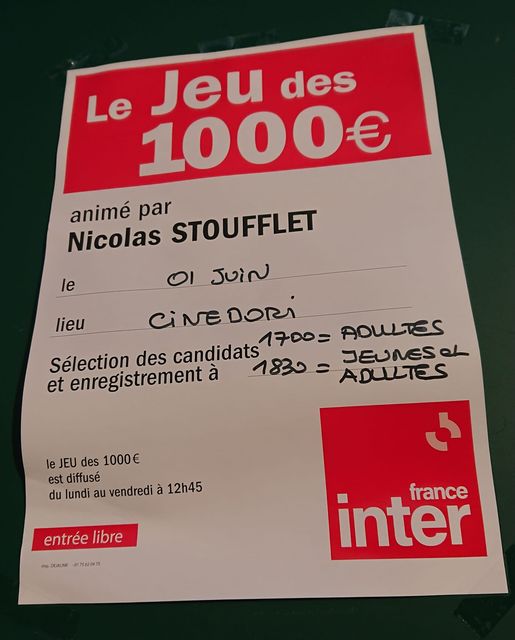 Le Jeu des
1000€
animé par
Nicolas STOUFFLET
le 01 JUIN
lieu CINEDORI
Sélection des candidats 1700 = ADULTES
et enregistrement à 1830 = JEUNES et
ADULTES
le JEU des 1000€
est diffusé
du lundi au vendredi à 12h45
france
inter
entrée libre